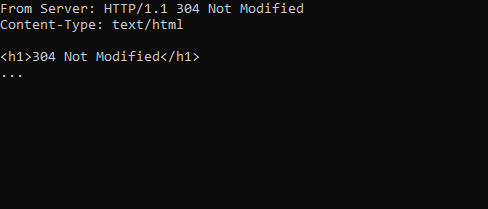 From Server: HTTP/1.1 304 Not Modified
Content-Type: text/html

<h1>304 Not Modified</h1>
...